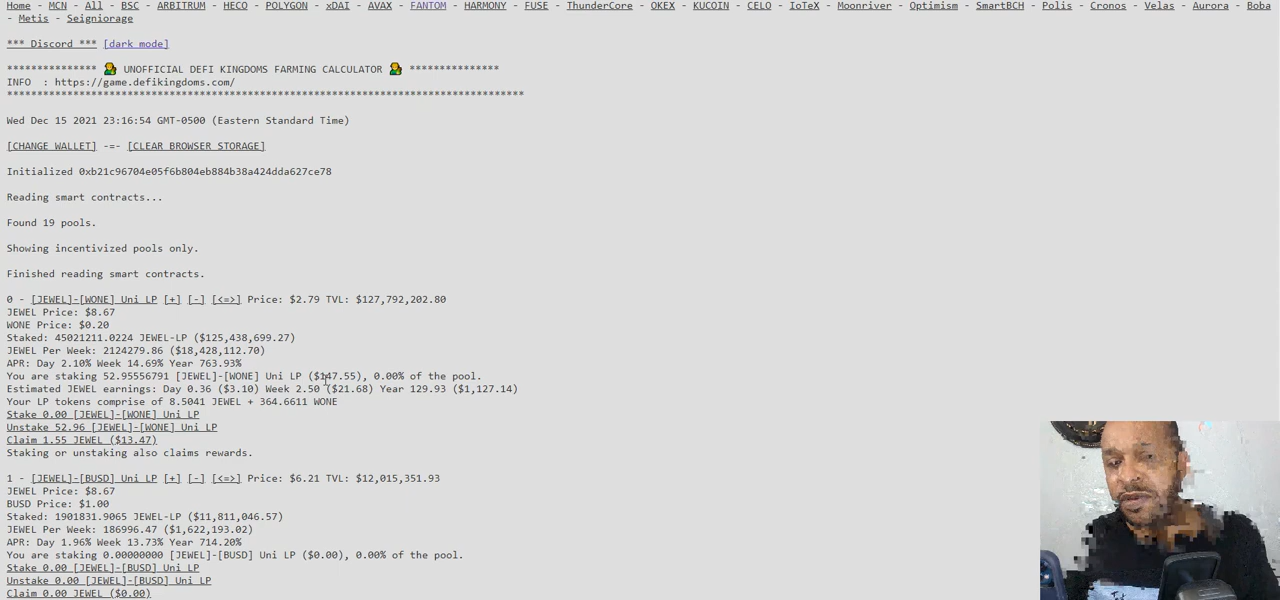 Home - MCN - All - BSC - ARBITRUM - HECO - POLYGON - xDAI - AVAX - FANTOM - HARMONY - FUSE - ThunderCore - OKEX - KUCOIN - CELO - IoTeX - Moonriver - Optimism - SmartBCH - Polis - Cronos - Velas - Aurora - Boba
- Metis - Seigniorage
*** Discord *** [dark mode]
*************** UNOFFICIAL DEFI KINGDOMS FARMING CALCULATOR ***************
INFO : https://game.defikingdoms.com/
***********************************************************************************
Wed Dec 15 2021 23:16:54 GMT-0500 (Eastern Standard Time)
[CHANGE WALLET] -=- [CLEAR BROWSER STORAGE]
Initialized 0xb21c96704e05f6b804eb884b38a424dda627ce78
Reading smart contracts...
Found 19 pools.
Showing incentivized pools only.
Finished reading smart contracts.
0 - [JEWEL]-[WONE] Uni LP [+] [-] [<=>] Price: $2.79 TVL: $127,792,202.80
JEWEL Price: $8.67
WONE Price: $0.20
Staked: 45021211.0224 JEWEL-LP ($125,438,699.27)
JEWEL Per Week: 2124279.86 ($18,428,112.70)
APR: Day 2.10% Week 14.69% Year 763.93%
You are staking 52.95556791 [JEWEL]-[WONE] Uni LP ($147.55), 0.00% of the pool.
Estimated JEWEL earnings: Day 0.36 ($3.10) Week 2.50 ($21.68) Year 129.93 ($1,127.14)
Your LP tokens comprise of 8.5041 JEWEL + 364.6611 WONE
Stake 0.00 [JEWEL]-[WONE] Uni LP
Unstake 52.96 [JEWEL]-[WONE] Uni LP
Claim 1.55 JEWEL ($13.47)
Staking or unstaking also claims rewards.
1 - [JEWEL]-[BUSD] Uni LP [+] [-] [<=>] Price: $6.21 TVL: $12,015,351.93
JEWEL Price: $8.67
BUSD Price: $1.00
Staked: 1901831.9065 JEWEL-LP ($11,811,046.57)
JEWEL Per Week: 186996.47 ($1,622,193.02)
APR: Day 1.96% Week 13.73% Year 714.20%
You are staking 0.00000000 [JEWEL]-[BUSD] Uni LP ($0.00), 0.00% of the pool.
Stake 0.00 [JEWEL]-[BUSD] Uni LP
Unstake 0.00 [JEWEL]-[BUSD] Uni LP
Claim 0.00 JEWEL ($0.00)